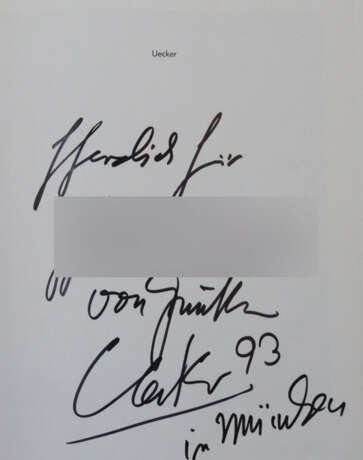 Uecker
Herzlich für
von Günther
Uecker 93
in München